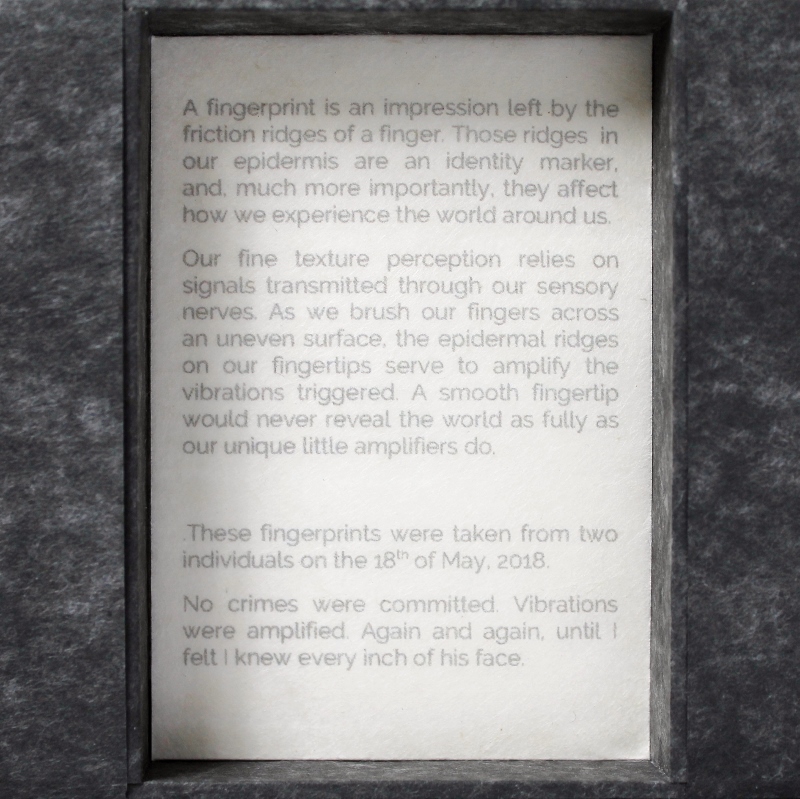 A fingerprint is an impression left by the
friction ridges of a finger. Those ridges in
our epidermis are an identity marker,
and, much more importantly, they affect
how we experience the world around us.
Our fine texture perception relies on
signals transmitted through our sensory
nerves. As we brush our fingers across
an uneven surface, the epidermal ridges
on our fingertips serve to amplify the
vibrations triggered. A smooth fingertip
would never reveal the world as fully as
our unique little amplifiers do.
These fingerprints were taken from two
individuals on the 18th of May, 2018.
No crimes were committed. Vibrations
were amplified. Again and again, until I
felt I knew every inch of his face.